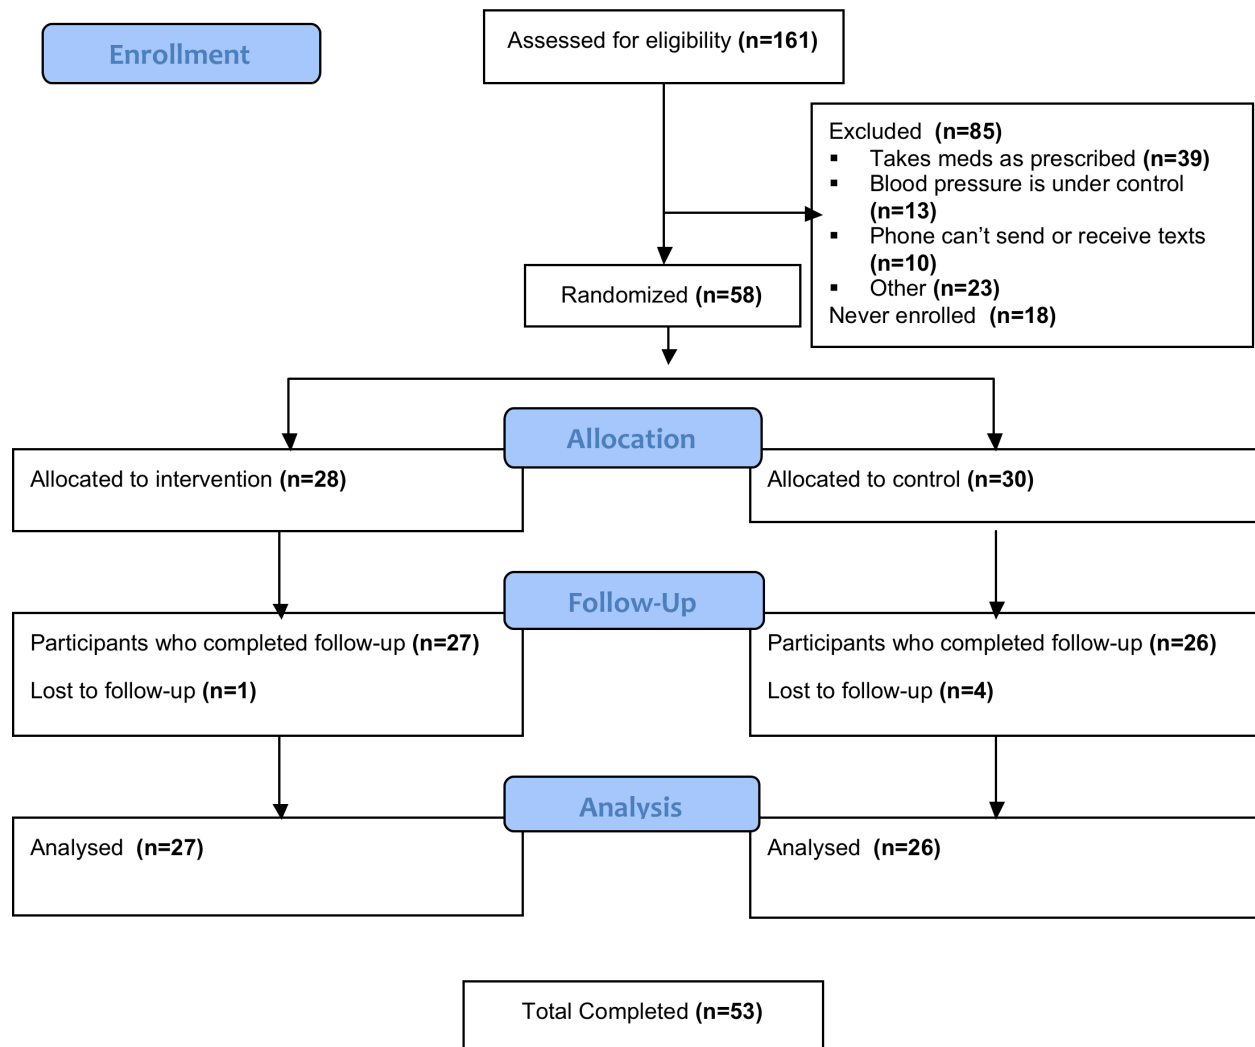 Enrollment
Assessed for eligibility (n=161)
Excluded (n=85)
▪ Takes meds as prescribed (n=39)
▪ Blood pressure is under control
(n=13)
▪ Phone can’t send or receive texts
(n=10)
▪ Other (n=23)
Never enrolled (n=18)
Randomized (n=58)
Allocation
Allocated to intervention (n=28)
Allocated to control (n=30)
Follow-Up
Participants who completed follow-up (n=27)
Lost to follow-up (n=1)
Participants who completed follow-up (n=26)
Lost to follow-up (n=4)
Analysis
Analysed (n=27)
Analysed (n=26)
Total Completed (n=53)